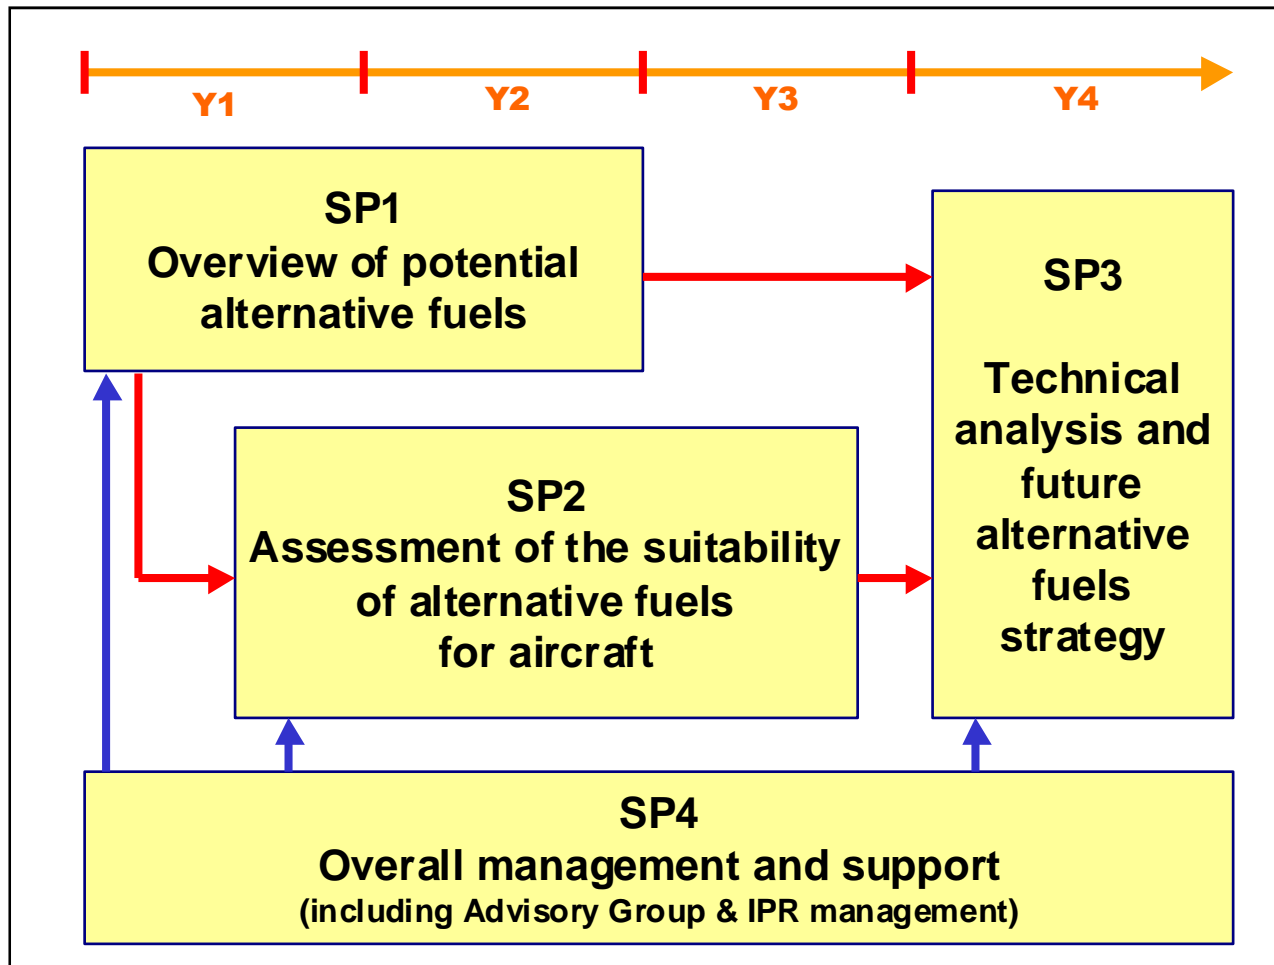 Y1
Y2
Y3
Y4
SP1
Overview of potential
alternative fuels
SP2
Assessment of the suitability
of alternative fuels
for aircraft
SP3
Technical
analysis and
future
alternative
fuels
strategy
SP4
Overall management and support
(including Advisory Group & IPR management)